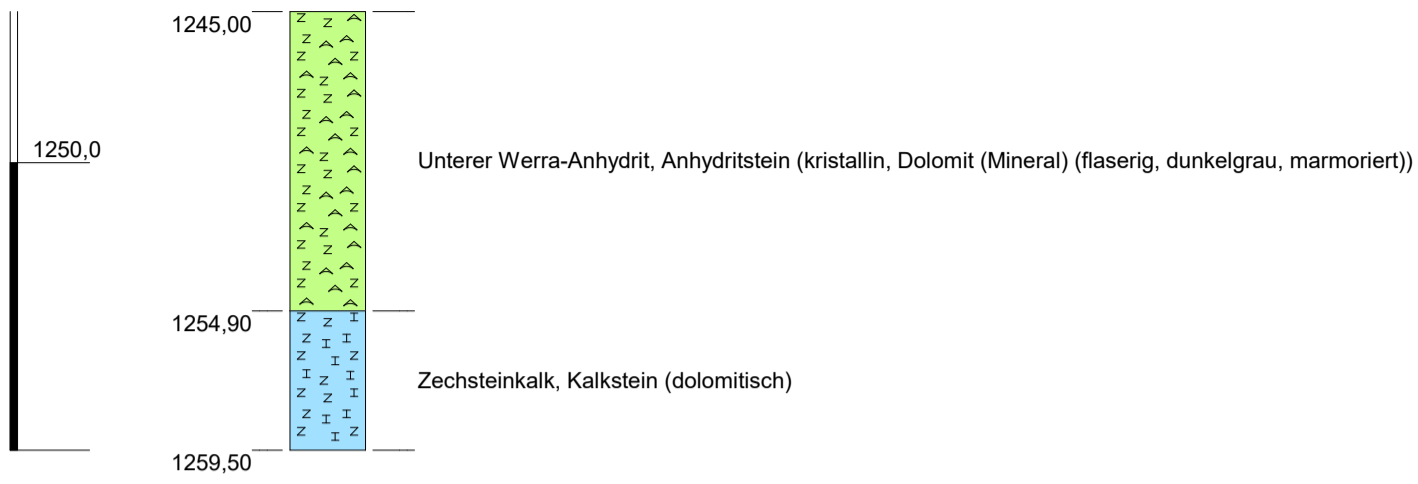 1245,00
1250,0
Unterer Werra-Anhydrit, Anhydritstein (kristallin, Dolomit (Mineral) (flaserig, dunkelgrau, marmoriert))
1254,90
Zechsteinkalk, Kalkstein (dolomitisch)
1259,50